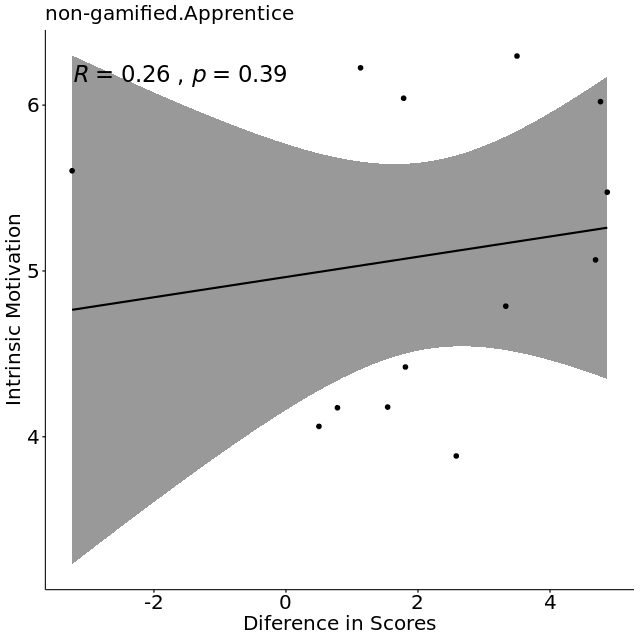 non-gamified.Apprentice
R = 0.26 , p = 0.39
6
5
4
Intrinsic Motivation
-2 0 2 4
Diference in Scores